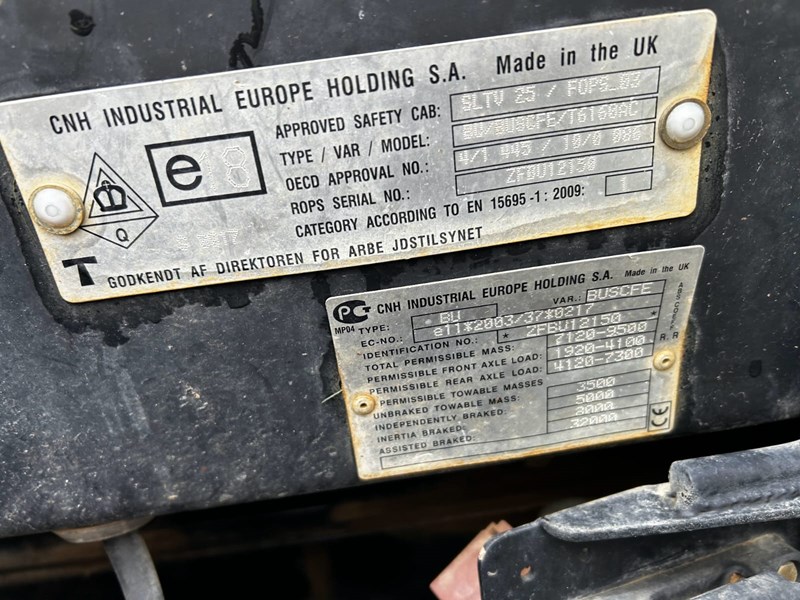 CNH INDUSTRIAL EUROPE HOLDING S.A. Made in the UK
e 8
APPROVED SAFETY CAB: SLTV 25 / FOPS_03
TYPE / VAR / MODEL: BU/BUSCFE/T6160AC
OECD APPROVAL NO.: 4/1 445 / 10/0 080
ROPS SERIAL NO.: ZFBU12150
CATEGORY ACCORDING TO EN 15695-1: 2009: 1
Q
T GODKENDT AF DIREKTOREN FOR ARBE JDSTILSYNET
CNH INDUSTRIAL EUROPE HOLDING S.A. Made in the UK
MP04
TYPE: BU VAR.: BUSCFE
EC-NO.: e11*2003/37*0217
IDENTIFICATION NO.: * ZFBU12150 *
TOTAL PERMISSIBLE MASS: 7120-9500
PERMISSIBLE FRONT AXLE LOAD: 1920-4100
PERMISSIBLE REAR AXLE LOAD: 4120-7300
PERMISSIBLE TOWABLE MASSES
UNBRAKED TOWABLE MASS: 3500
INDEPENDENTLY BRAKED: 5000
INERTIA BRAKED: 8000
ASSISTED BRAKED: 32000
CE